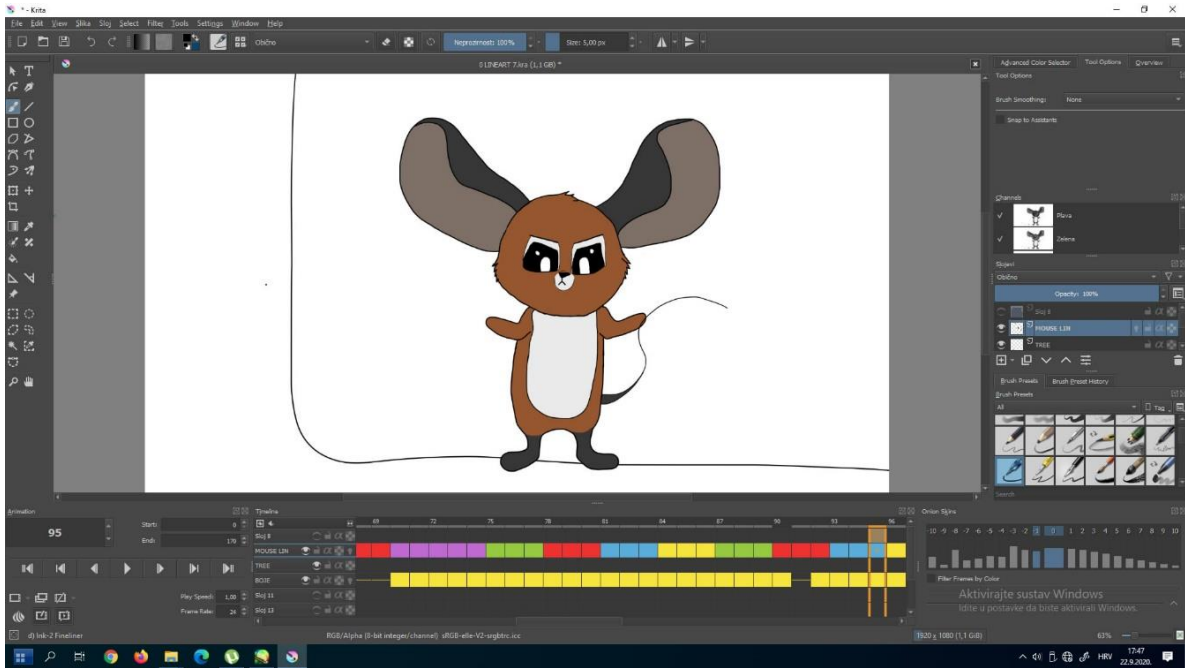 * - Krita
File Edit View Slika Sloj Select Filter Tools Settings Window Help
Obično
Neprozirnost: 100%
Size: 5,00 px
S LINEART 7.kra (1,1 GB) *
Advanced Color Selector Tool Options Overview
Tool Options
Brush Smoothing: None
Snap to Assistants
Channels
Plava
Zelena
Slojevi
Obično
Opacity: 100%
Sloj 8
MOUSE LIN
TREE
Brush Presets Brush Preset History
Brush Presets
All
Tag
Search
Animation
95
Start: 0
End: 170
Play Speed: 1,00
Frame Rate: 24
Timeline
69 72 75 78 81 84 87 90 93 96
Sloj 8
MOUSE LIN
TREE
BOJE
Sloj 11
Sloj 13
Onion Skins
-10 -9 -8 -7 -6 -5 -4 -3 -2 -1 0 1 2 3 4 5 6 7 8 9 10
Filter Frames by Color
Aktivirajte sustav Windows
Idite u postavke da biste aktivirali Windows.
d) Ink-2 Fineliner
RGB/Alpha (8-bit integer/channel) sRGB-elle-V2-srgbtrc.icc
1920 x 1080 (1,1 GiB)
63%
HRV
17:47
22.9.2020.